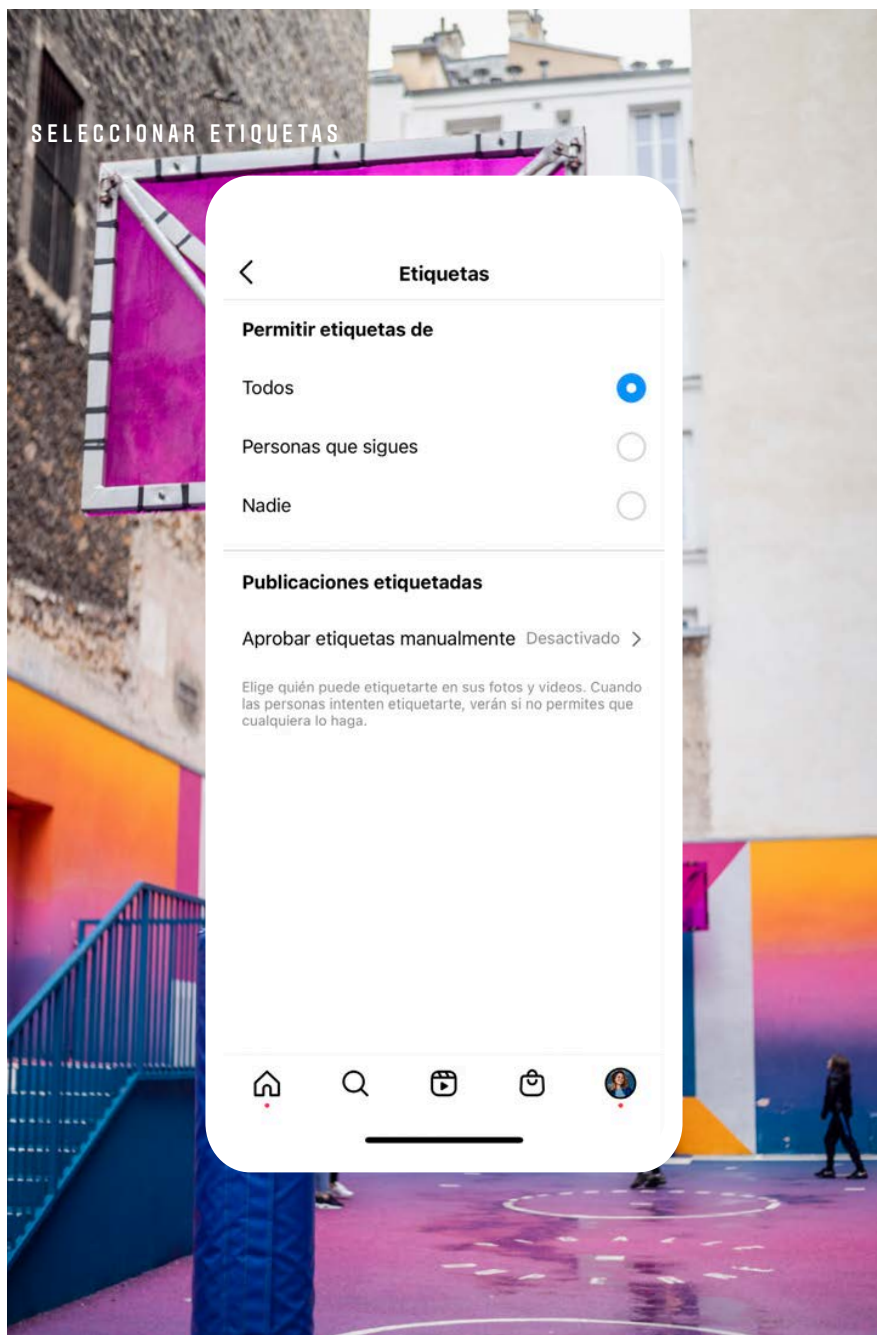 SELECCIONAR ETIQUETAS
Etiquetas
Permitir etiquetas de
Todos
Personas que sigues
Nadie
Publicaciones etiquetadas
Aprobar etiquetas manualmente Desactivado
Elige quién puede etiquetarte en sus fotos y videos. Cuando
las personas intenten etiquetarte, verán si no permites que
cualquiera lo haga.